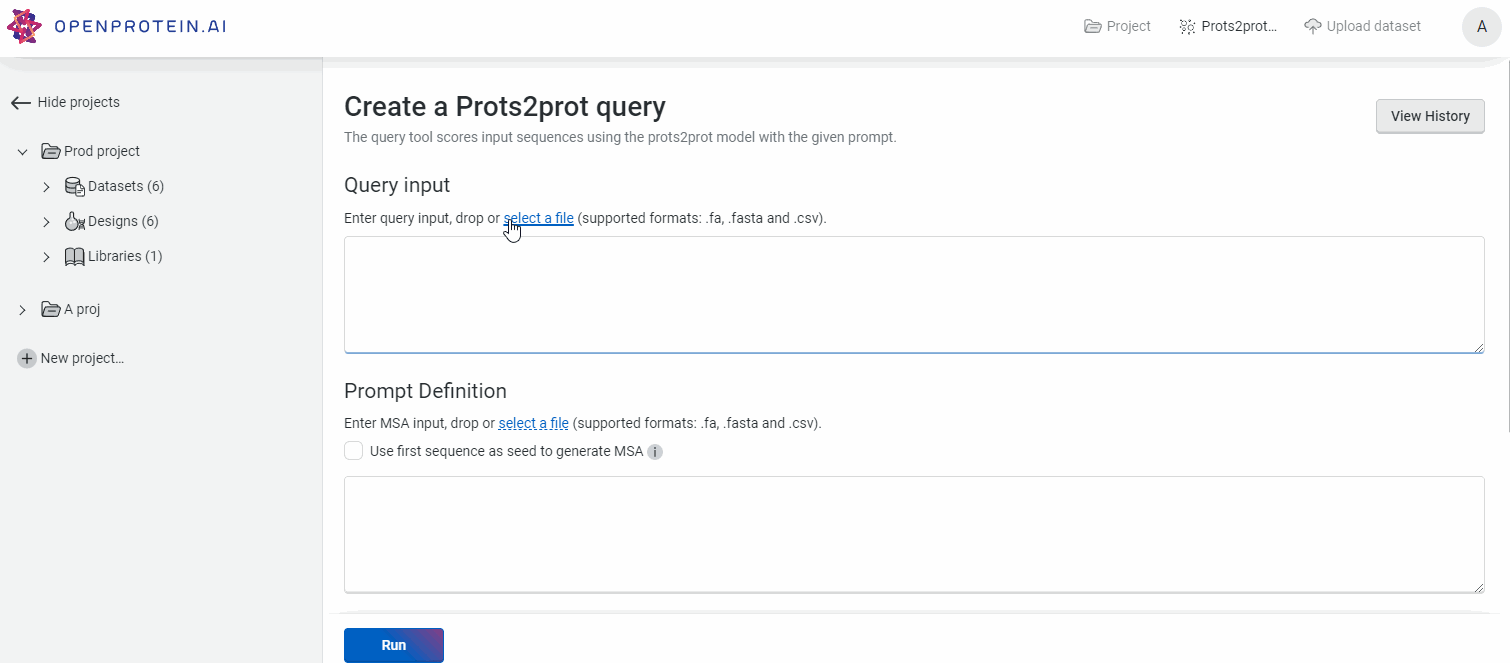 OPENPROTEIN.AI
Project
Prots2prot...
Upload dataset
A
Hide projects
Prod project
Datasets (6)
Designs (6)
Libraries (1)
A proj
New project...
Create a Prots2prot query
View History
The query tool scores input sequences using the prots2prot model with the given prompt.
Query input
Enter query input, drop or select a file (supported formats: .fa, .fasta and .csv).
Prompt Definition
Enter MSA input, drop or select a file (supported formats: .fa, .fasta and .csv).
Use first sequence as seed to generate MSA i
Run